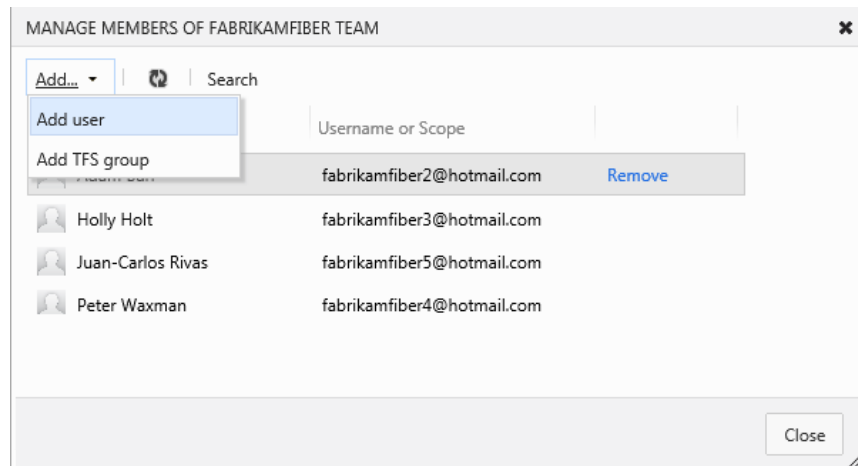 MANAGE MEMBERS OF FABRIKAMFIBER TEAM
Add... Search
Add user
Username or Scope
Add TFS group
fabrikamfiber2@hotmail.com Remove
Holly Holt fabrikamfiber3@hotmail.com
Juan-Carlos Rivas fabrikamfiber5@hotmail.com
Peter Waxman fabrikamfiber4@hotmail.com
Close